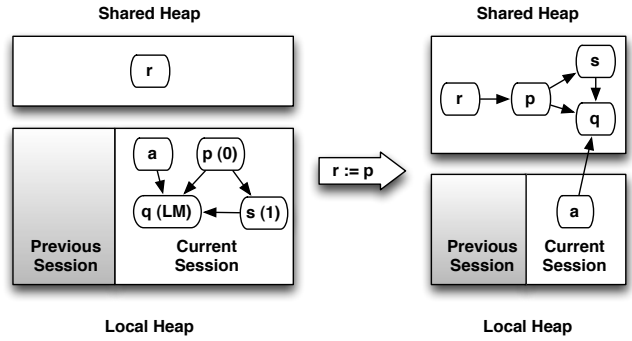 Shared Heap
r
a
p (0)
q (LM)
s (1)
Previous
Session
Current
Session
Local Heap
r := p
Shared Heap
s
r
p
q
a
Previous
Session
Current
Session
Local Heap